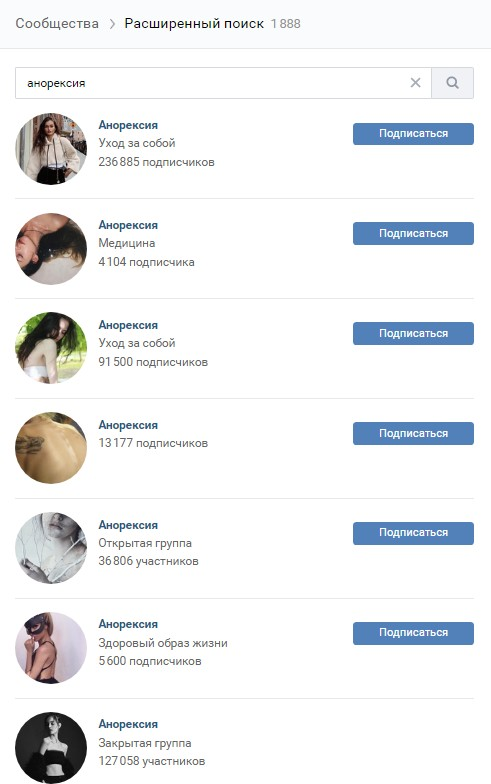 Сообщества > Расширенный поиск 1 888
анорексия
Анорексия
Уход за собой
236 885 подписчиков
Подписаться
Анорексия
Медицина
4 104 подписчика
Подписаться
Анорексия
Уход за собой
91 500 подписчиков
Подписаться
Анорексия
13 177 подписчиков
Подписаться
Анорексия
Открытая группа
36 806 участников
Подписаться
Анорексия
Здоровый образ жизни
5 600 подписчиков
Подписаться
Анорексия
Закрытая группа
127 058 участников